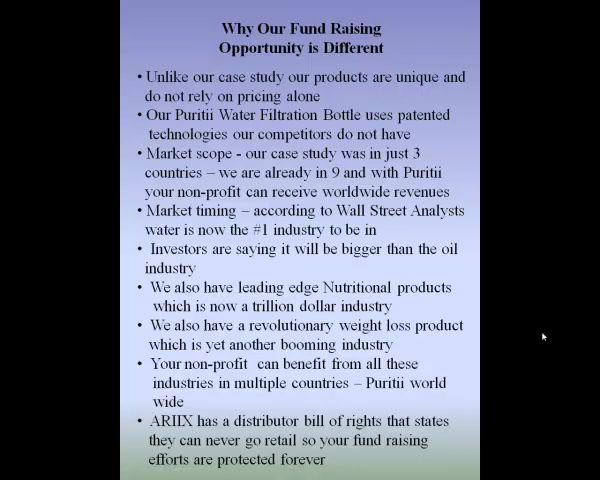 Why Our Fund Raising
Opportunity is Different
• Unlike our case study our products are unique and
do not rely on pricing alone
• Our Puritii Water Filtration Bottle uses patented
technologies our competitors do not have
• Market scope - our case study was in just 3
countries – we are already in 9 and with Puritii
your non-profit can receive worldwide revenues
• Market timing – according to Wall Street Analysts
water is now the #1 industry to be in
• Investors are saying it will be bigger than the oil
industry
• We also have leading edge Nutritional products
which is now a trillion dollar industry
• We also have a revolutionary weight loss product
which is yet another booming industry
• Your non-profit can benefit from all these
industries in multiple countries – Puritii world
wide
• ARIIX has a distributor bill of rights that states
they can never go retail so your fund raising
efforts are protected forever